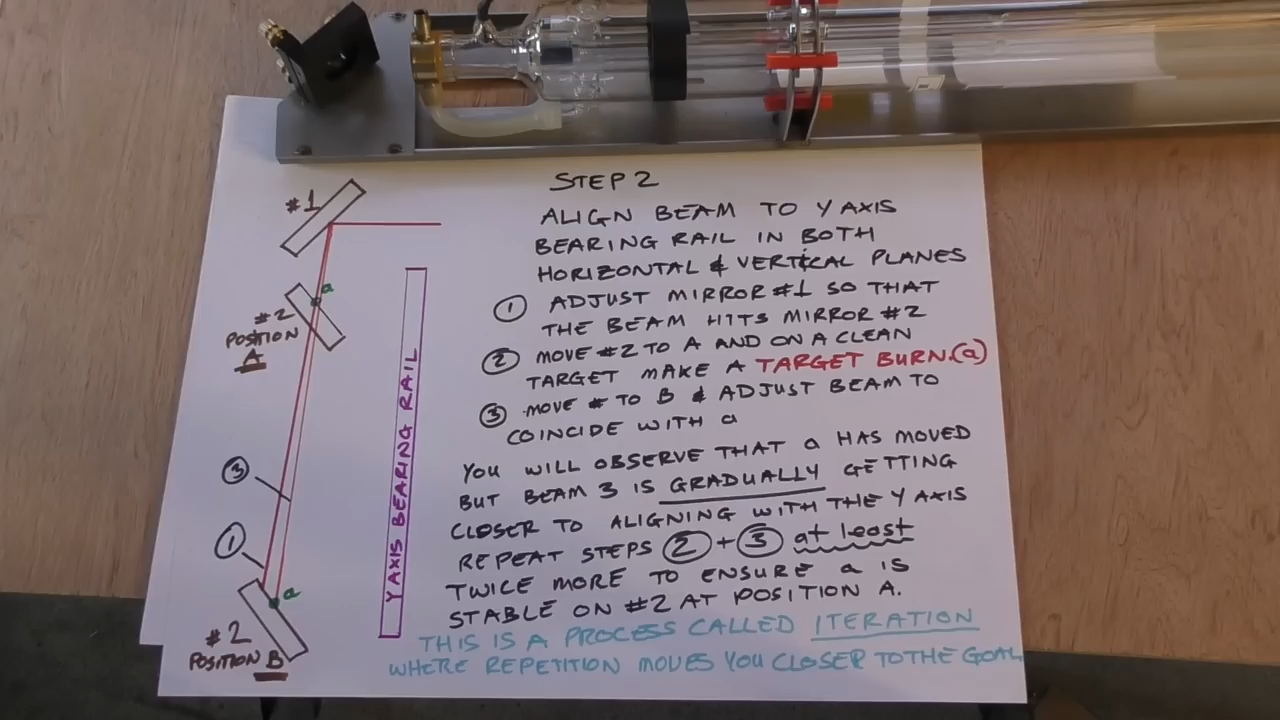 STEP 2
ALIGN BEAM TO Y AXIS
BEARING RAIL IN BOTH
HORIZONTAL & VERTICAL PLANES
① ADJUST MIRROR #1 SO THAT
THE BEAM HITS MIRROR #2
② MOVE #2 TO A AND ON A CLEAN
TARGET MAKE A TARGET BURN.(a)
③ MOVE # TO B & ADJUST BEAM TO
COINCIDE WITH a
YOU WILL OBSERVE THAT a HAS MOVED
BUT BEAM 3 IS GRADUALLY GETTING
CLOSER TO ALIGNING WITH THE Y AXIS
REPEAT STEPS ② + ③ at least
TWICE MORE TO ENSURE a IS
STABLE ON #2 AT POSITION A.
THIS IS A PROCESS CALLED ITERATION
WHERE REPETITION MOVES YOU CLOSER TO THE GOAL
#1
a
#2
POSITION
A
Y AXIS BEARING RAIL
③
①
a
#2
POSITION B